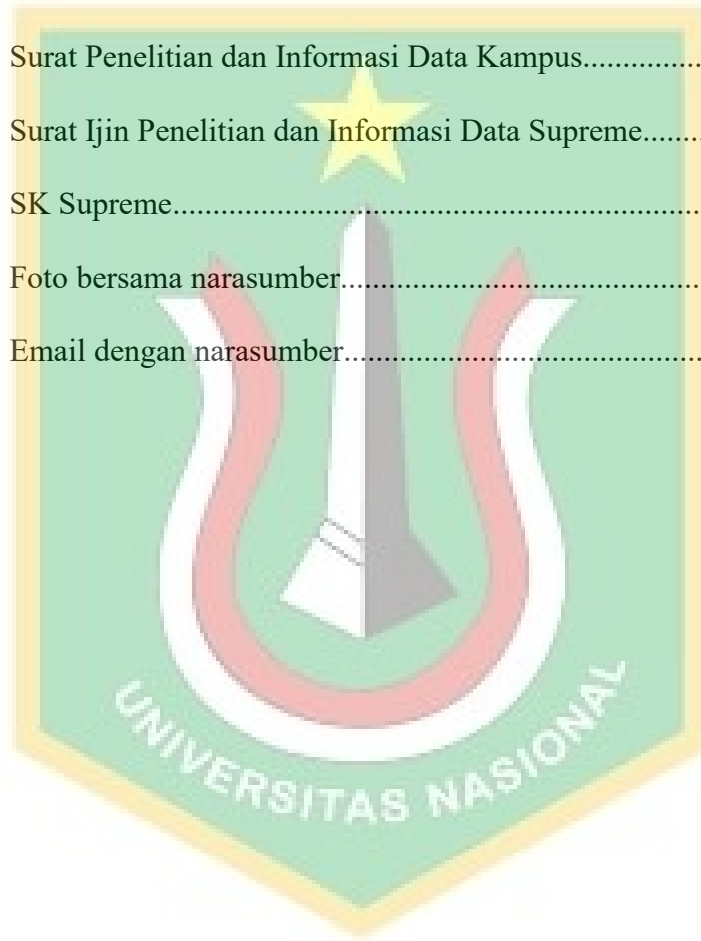 Surat Penelitian dan Informasi Data Kampus................
Surat Ijin Penelitian dan Informasi Data Supreme.......
SK Supreme..................................................................
Foto bersama narasumber.............................................
Email dengan narasumber............................................
UNIVERSITAS NASIONAL